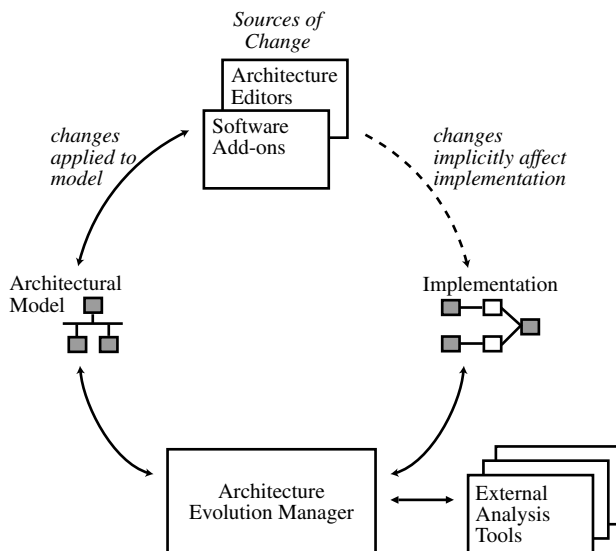 Sources of
Change
Architecture
Editors
Software
Add-ons
changes
applied to
model
changes
implicitly affect
implementation
Architectural
Model
Implementation
Architecture
Evolution Manager
External
Analysis
Tools